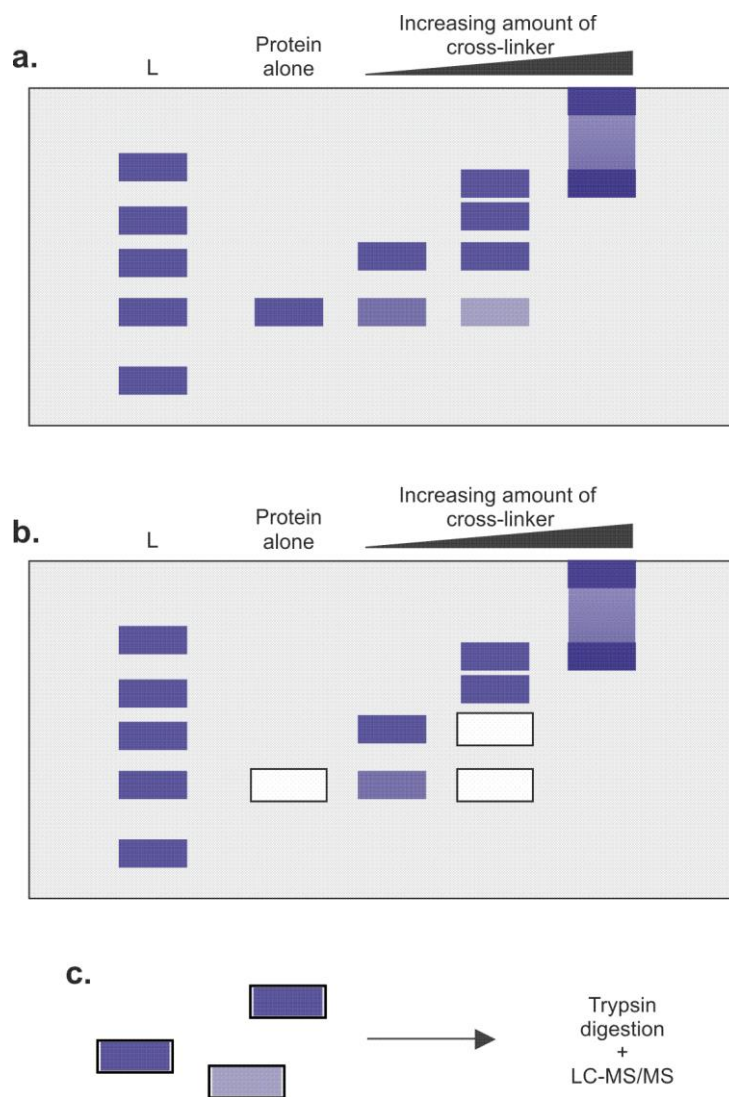 a.
L
Protein
alone
Increasing amount of
cross-linker
b.
L
Protein
alone
Increasing amount of
cross-linker
c.
Trypsin
digestion
+
LC-MS/MS